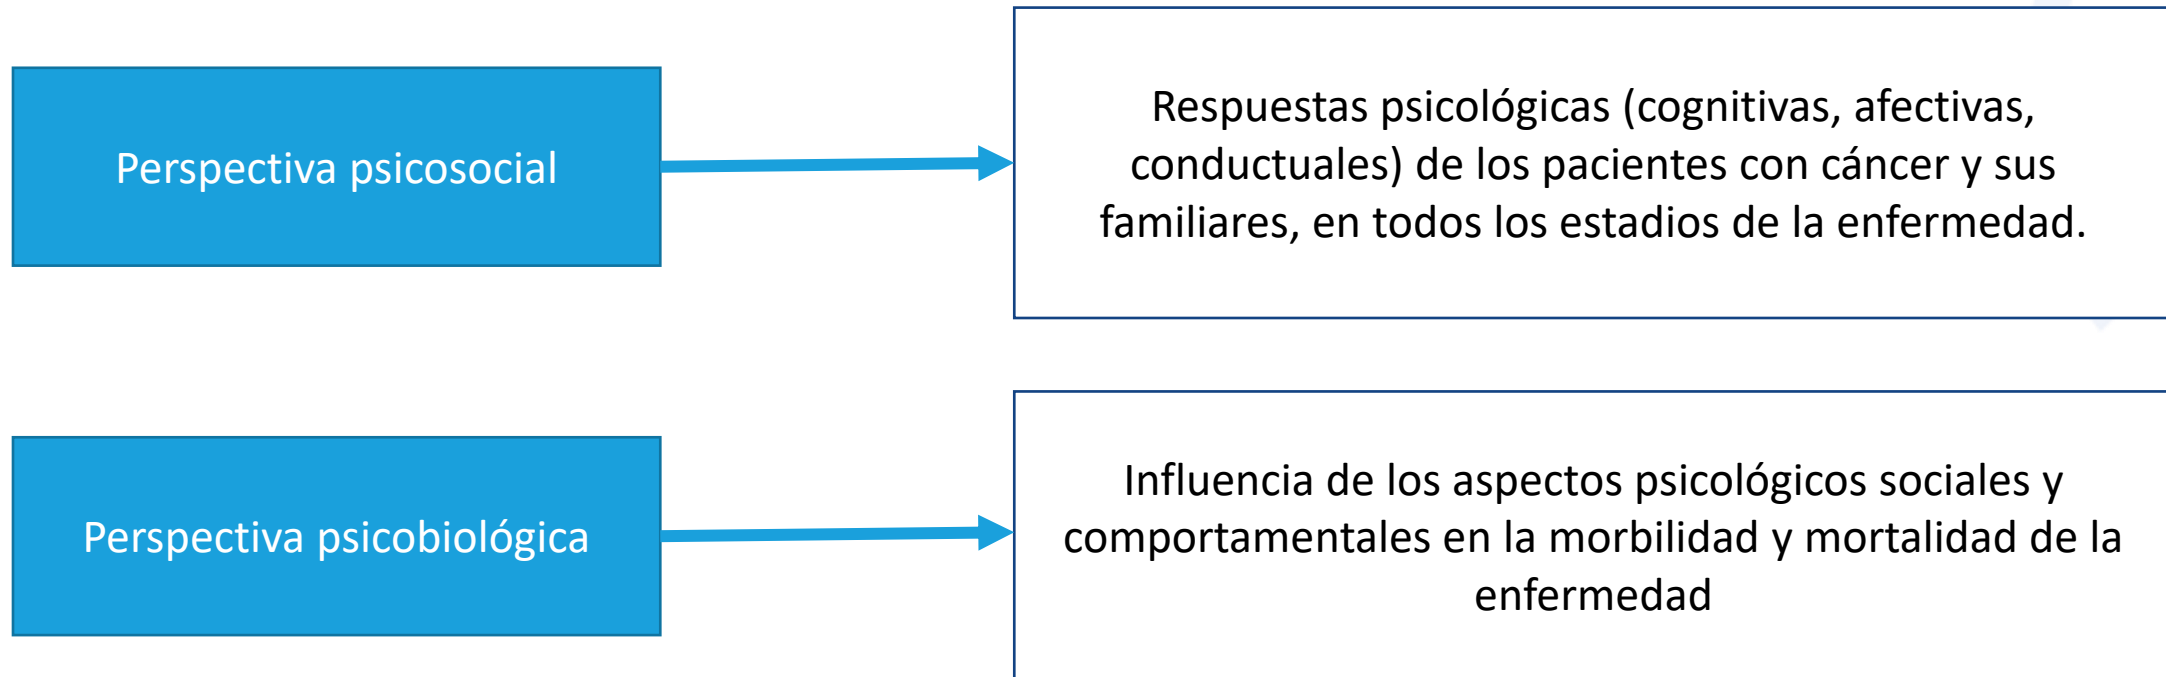 Perspectiva psicosocial
Respuestas psicológicas (cognitivas, afectivas,
conductuales) de los pacientes con cáncer y sus
familiares, en todos los estadios de la enfermedad.
Perspectiva psicobiológica
Influencia de los aspectos psicológicos sociales y
comportamentales en la morbilidad y mortalidad de la
enfermedad